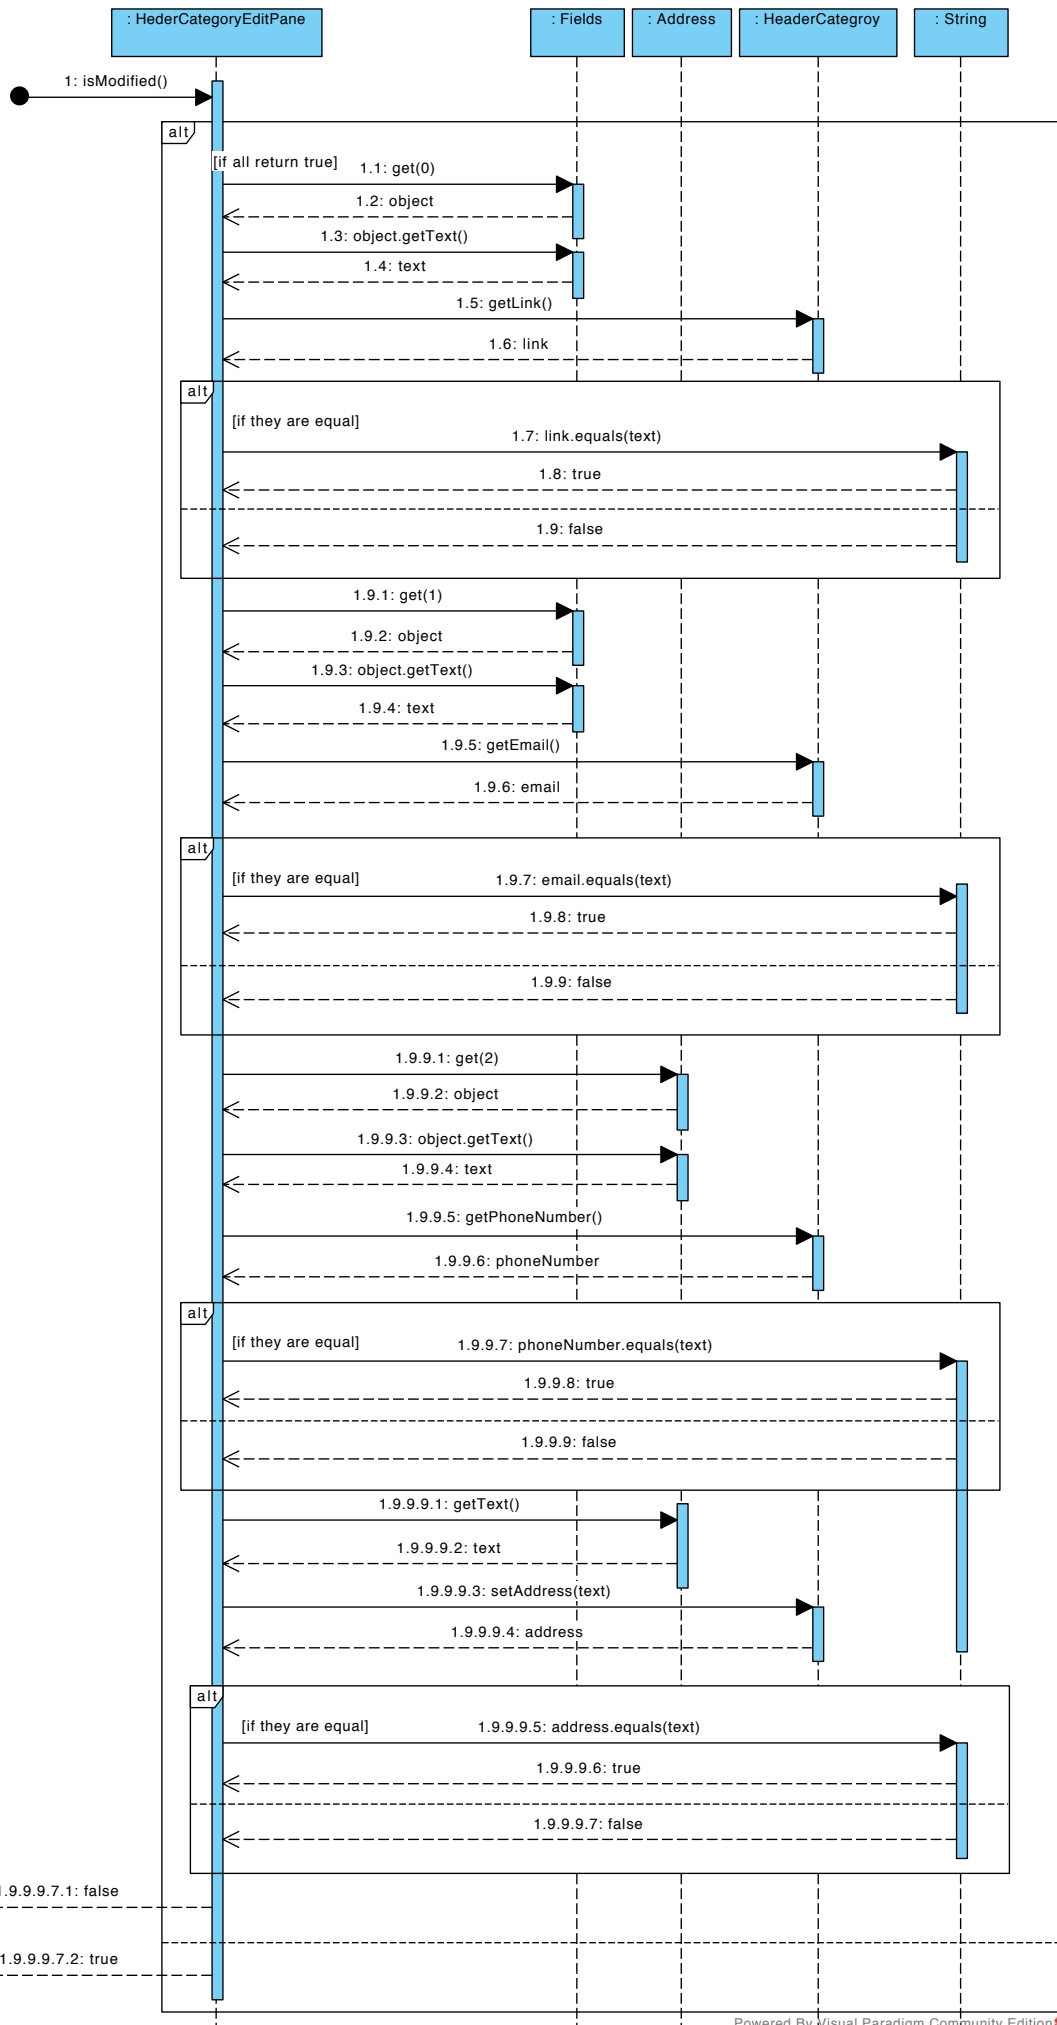 : HederCategoryEditPane
: Fields
: Address
: HeaderCategroy
: String
1: isModified()
alt
[if all return true]
1.1: get(0)
1.2: object
1.3: object.getText()
1.4: text
1.5: getLink()
1.6: link
alt
[if they are equal]
1.7: link.equals(text)
1.8: true
1.9: false
1.9.1: get(1)
1.9.2: object
1.9.3: object.getText()
1.9.4: text
1.9.5: getEmail()
1.9.6: email
alt
[if they are equal]
1.9.7: email.equals(text)
1.9.8: true
1.9.9: false
1.9.9.1: get(2)
1.9.9.2: object
1.9.9.3: object.getText()
1.9.9.4: text
1.9.9.5: getPhoneNumber()
1.9.9.6: phoneNumber
alt
[if they are equal]
1.9.9.7: phoneNumber.equals(text)
1.9.9.8: true
1.9.9.9: false
1.9.9.9.1: getText()
1.9.9.9.2: text
1.9.9.9.3: setAddress(text)
1.9.9.9.4: address
alt
[if they are equal]
1.9.9.9.5: address.equals(text)
1.9.9.9.6: true
1.9.9.9.7: false
1.9.9.9.7.1: false
1.9.9.9.7.2: true
Powered By Visual Paradigm Community Edition